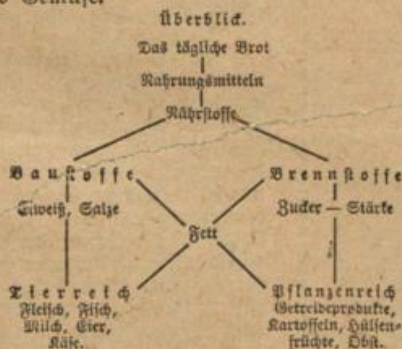 Gemüse.
Überblick.
Das tägliche Brot
Nahrungsmitteln
Nährstoffe
Baustoffe Brennstoffe
Eiweiß, Salze Zucker — Stärke
Fett
Tierreich Pflanzenreich
Fleisch, Fisch, Getreideprodukte,
Milch, Eier, Kartoffeln, Hülsen-
Käse. früchte, Obst.